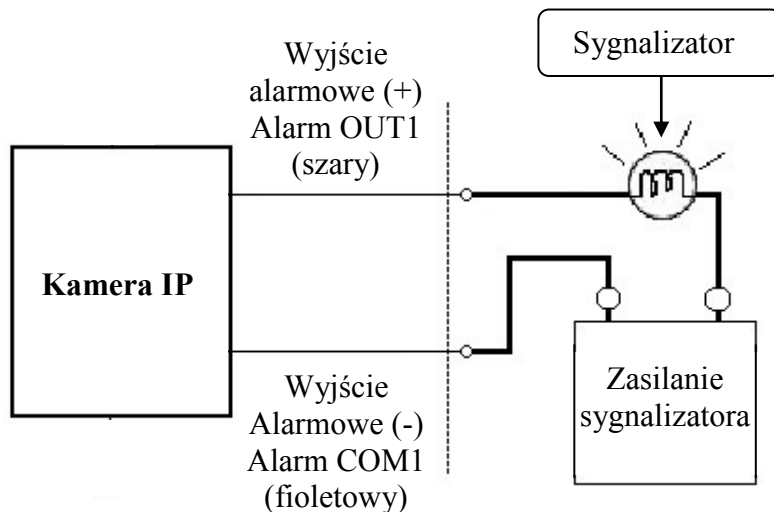 Sygnalizator
Wyjście
alarmowe (+)
Alarm OUT1
(szary)
Kamera IP
Wyjście
Alarmowe (-)
Alarm COM1
(fioletowy)
Zasilanie
sygnalizatora